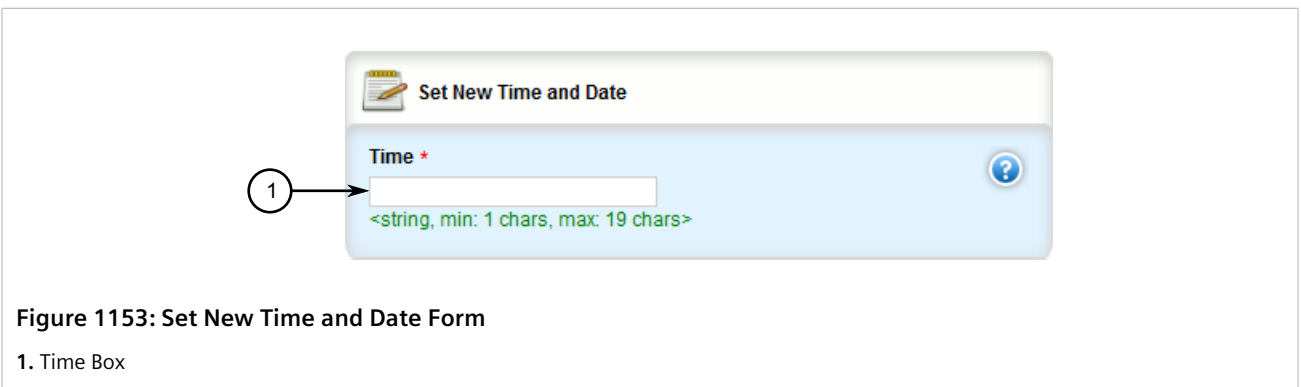 Set New Time and Date
Time *
1
<string, min: 1 chars, max: 19 chars>
Figure 1153: Set New Time and Date Form
1. Time Box